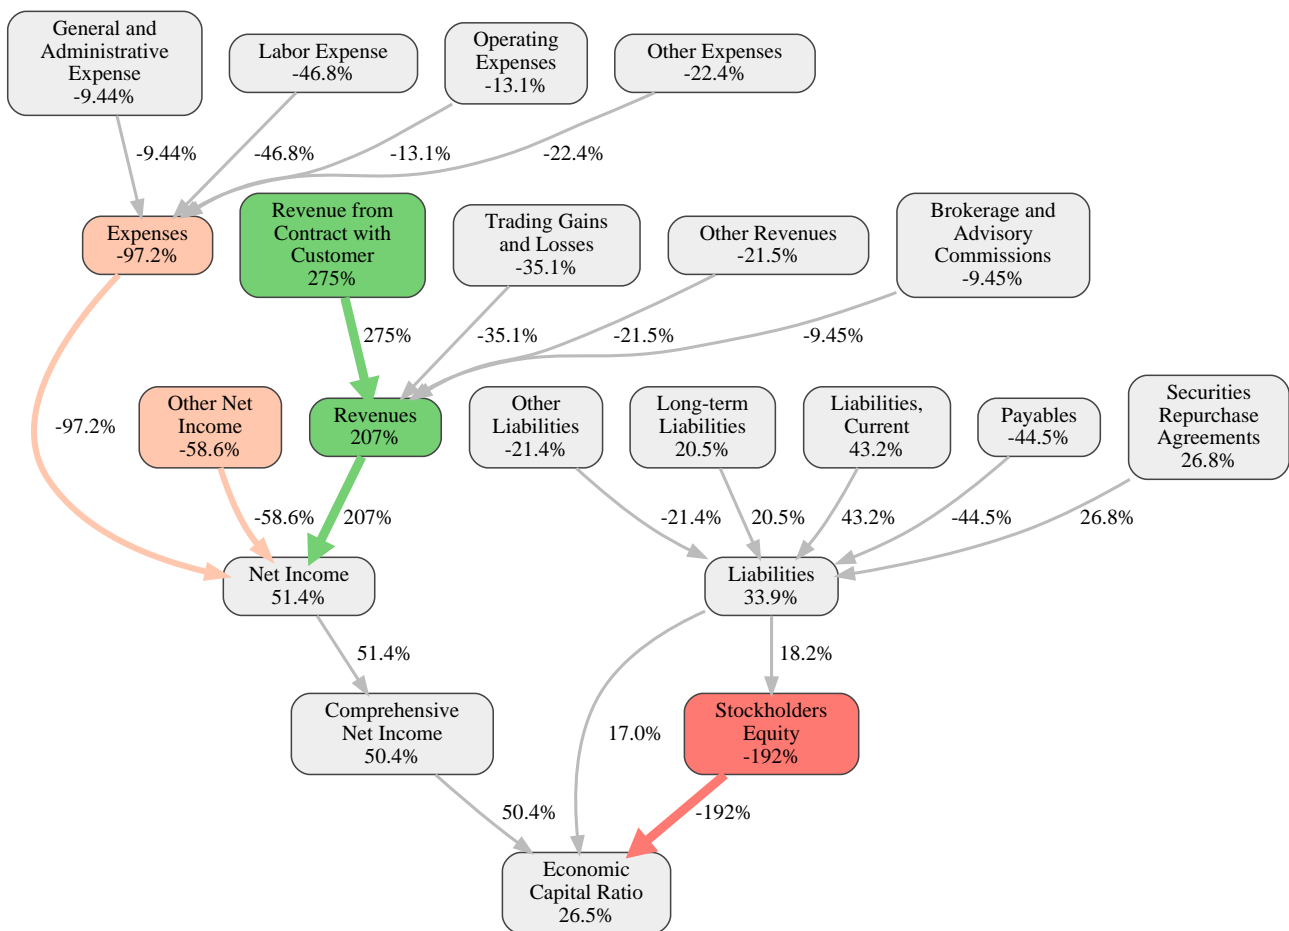 General and
Administrative
Expense
-9.44%
Labor Expense
-46.8%
Operating
Expenses
-13.1%
Other Expenses
-22.4%
-9.44%
-46.8%
-13.1%
-22.4%
Expenses
-97.2%
Revenue from
Contract with
Customer
275%
Trading Gains
and Losses
-35.1%
Other Revenues
-21.5%
Brokerage and
Advisory
Commissions
-9.45%
275%
-35.1%
-21.5%
-9.45%
-97.2%
Other Net
Income
-58.6%
Revenues
207%
Other
Liabilities
-21.4%
Long-term
Liabilities
20.5%
Liabilities,
Current
43.2%
Payables
-44.5%
Securities
Repurchase
Agreements
26.8%
-58.6%
207%
-21.4%
20.5%
43.2%
-44.5%
26.8%
Net Income
51.4%
Liabilities
33.9%
51.4%
18.2%
Comprehensive
Net Income
50.4%
17.0%
Stockholders
Equity
-192%
50.4%
-192%
Economic
Capital Ratio
26.5%